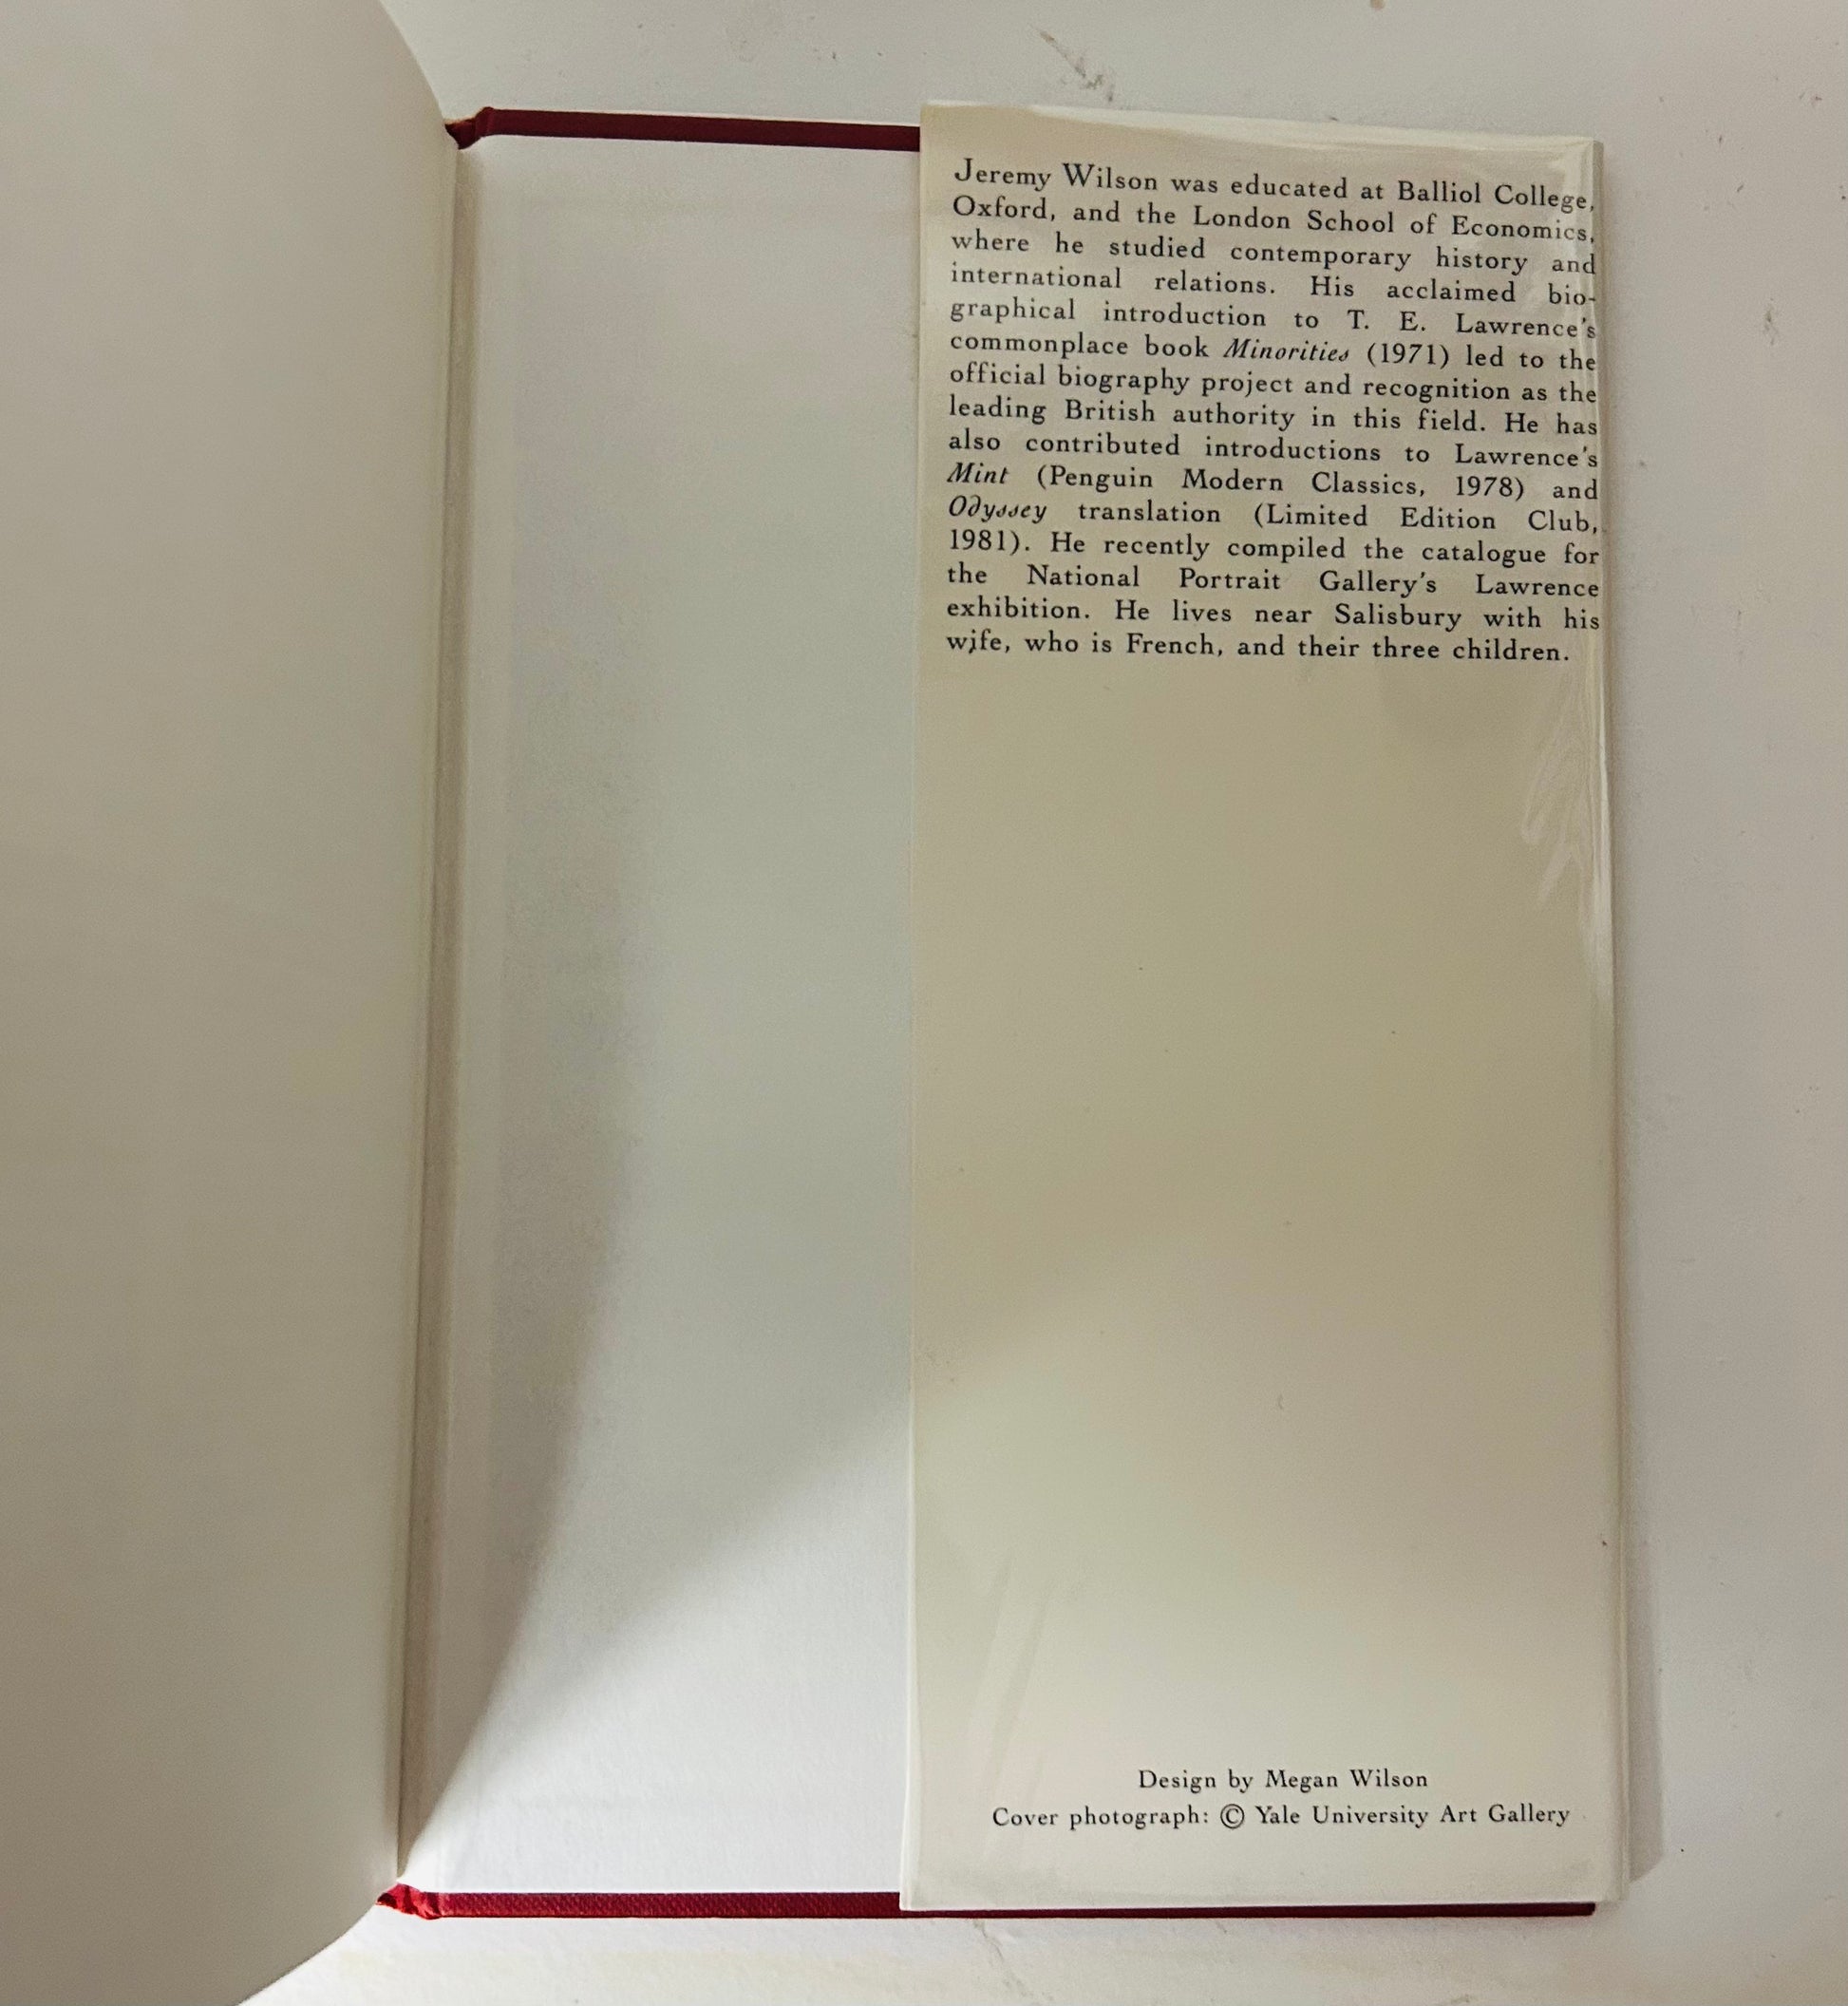 Jeremy Wilson was educated at Balliol College,
Oxford, and the London School of Economics,
where he studied contemporary history and
international relations. His acclaimed bio-
graphical introduction to T. E. Lawrence's
commonplace book Minorities (1971) led to the
official biography project and recognition as the
leading British authority in this field. He has
also contributed introductions to Lawrence's
Mint (Penguin Modern Classics, 1978) and
Odyssey translation (Limited Edition Club,
1981). He recently compiled the catalogue for
the National Portrait Gallery's Lawrence
exhibition. He lives near Salisbury with his
wife, who is French, and their three children.
Design by Megan Wilson
Cover photograph: © Yale University Art Gallery